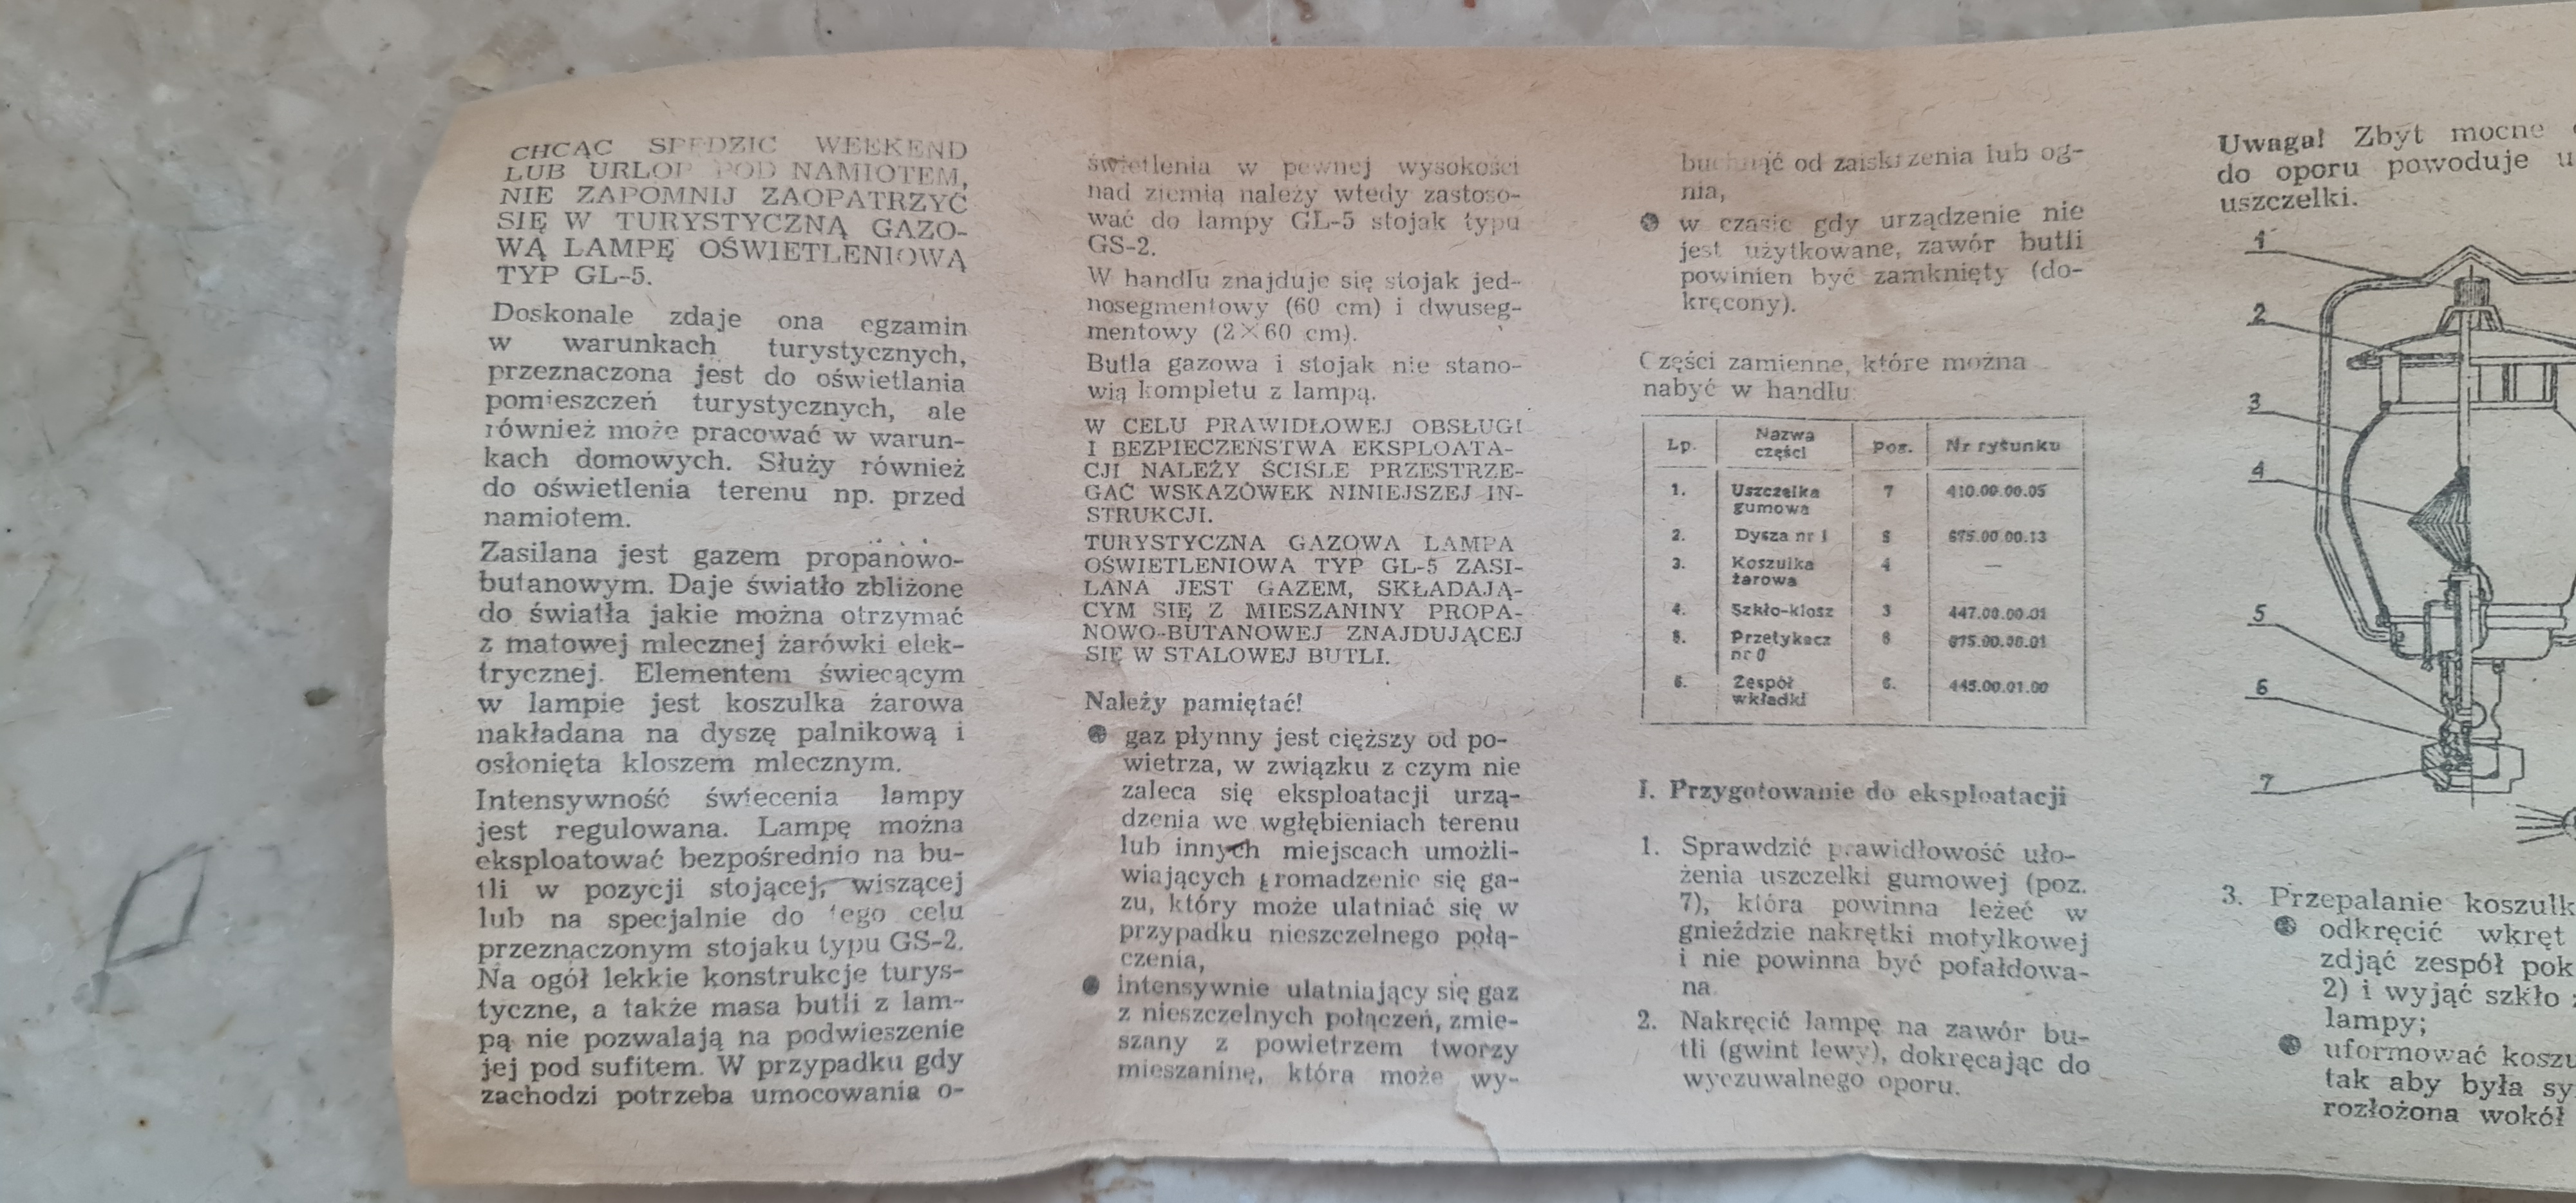 CHCĄC SPĘDZIC WEEKEND
LUB URLOP POD NAMIOTEM,
NIE ZAPOMNIJ ZAOPATRZYĆ
SIĘ W TURYSTYCZNĄ GAZO-
WĄ LAMPĘ OŚWIETLENIOWĄ
TYP GL-5.
Doskonale zdaje ona egzamin
w warunkach turystycznych,
przeznaczona jest do oświetlania
pomieszczeń turystycznych, ale
również może pracować w warun-
kach domowych. Służy również
do oświetlenia terenu np. przed
namiotem.
Zasilana jest gazem propanowo-
butanowym. Daje światło zbliżone
do światła jakie można otrzymać
z matowej mlecznej żarówki elek-
trycznej. Elementem świecącym
w lampie jest koszulka żarowa
nakładana na dyszę palnikową i
osłonięta kloszem mlecznym.
Intensywność świecenia lampy
jest regulowana. Lampę można
eksploatować bezpośrednio na bu-
tli w pozycji stojącej, wiszącej
lub na specjalnie do tego celu
przeznaczonym stojaku typu GS-2.
Na ogół lekkie konstrukcje turys-
tyczne, a także masa butli z lam-
pą nie pozwalają na podwieszenie
jej pod sufitem. W przypadku gdy
zachodzi potrzeba umocowania o-
świetlenia w pewnej wysokości
nad ziemią należy wtedy zastoso-
wać do lampy GL-5 stojak typu
GS-2.
W handlu znajduje się stojak jed-
nosegmentowy (60 cm) i dwuseg-
mentowy (2×60 cm).
Butla gazowa i stojak nie stano-
wią kompletu z lampą.
W CELU PRAWIDŁOWEJ OBSŁUGI
I BEZPIECZEŃSTWA EKSPLOATA-
CJI NALEŻY ŚCIŚLE PRZESTRZE-
GAĆ WSKAZÓWEK NINIEJSZEJ IN-
STRUKCJI.
TURYSTYCZNA GAZOWA LAMPA
OŚWIETLENIOWA TYP GL-5 ZASI-
LANA JEST GAZEM, SKŁADAJĄ-
CYM SIĘ Z MIESZANINY PROPA-
NOWO-BUTANOWEJ ZNAJDUJĄCEJ
SIĘ W STALOWEJ BUTLI.
Należy pamiętać!
● gaz płynny jest cięższy od po-
wietrza, w związku z czym nie
zaleca się eksploatacji urzą-
dzenia we wgłębieniach terenu
lub innych miejscach umożli-
wiających gromadzenie się ga-
zu, który może ulatniać się w
przypadku nieszczelnego połą-
czenia,
● intensywnie ulatniający się gaz
z nieszczelnych połączeń, zmie-
szany z powietrzem tworzy
mieszaninę, która może wy-
buchnąć od zaiskrzenia lub og-
nia,
● w czasie gdy urządzenie nie
jest użytkowane, zawór butli
powinien być zamknięty (do-
kręcony).
Części zamienne, które można
nabyć w handlu:
Lp. Nazwa części Poz. Nr rysunku
1. Uszczelka gumowa 7 410.00.00.05
2. Dysza nr 1 8 675.00.00.13
3. Koszulka żarowa 4 —
4. Szkło-klosz 3 447.00.00.01
5. Przetykacz nr 0
6. Zespół wkładki 6. 445.00.01.00
I. Przygotowanie do eksploatacji
1. Sprawdzić prawidłowość uło-
żenia uszczelki gumowej (poz.
7), która powinna leżeć w
gnieździe nakrętki motylkowej
i nie powinna być pofałdowa-
na.
2. Nakręcić lampę na zawór bu-
tli (gwint lewy), dokręcając do
wyczuwalnego oporu.
Uwaga! Zbyt mocne
do oporu powoduje
uszczelki.
1
2
3
4
5
6
7
3. Przepalanie
● odkręcić wkręt
zdjąć zespół
2) i wyjąć szkło
lampy;
● uformować
tak aby była
rozłożona wokół